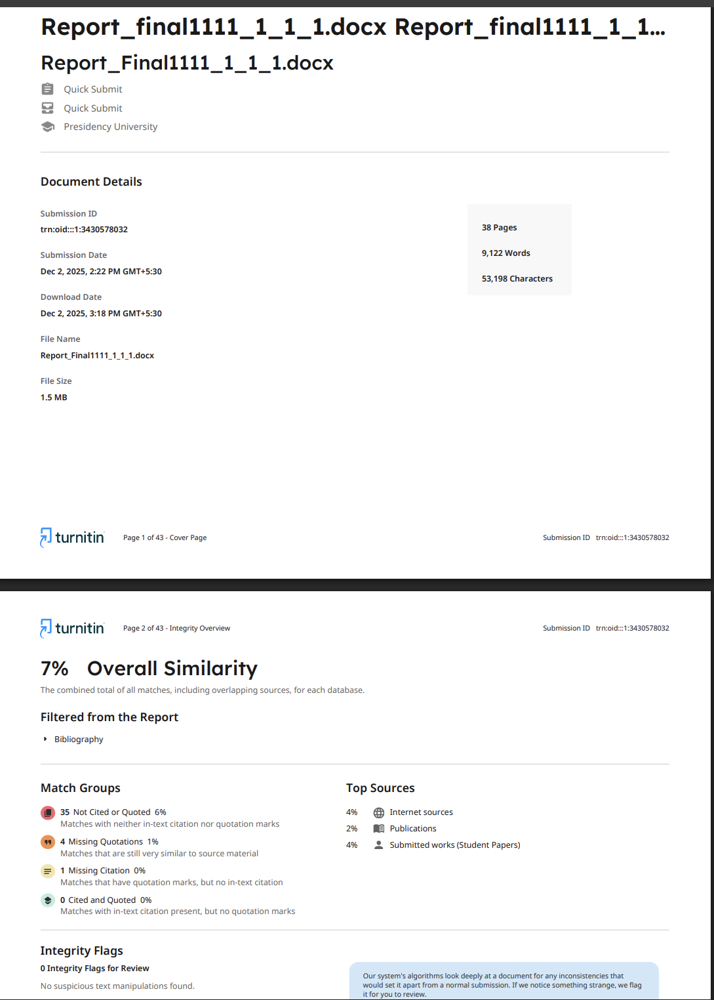 Report_final1111_1_1_1.docx Report_final1111_1_1...
Report_Final1111_1_1_1.docx
Quick Submit
Quick Submit
Presidency University
Document Details
Submission ID
trn:oid:::1:3430578032
Submission Date
Dec 2, 2025, 2:22 PM GMT+5:30
Download Date
Dec 2, 2025, 3:18 PM GMT+5:30
File Name
Report_Final1111_1_1_1.docx
File Size
1.5 MB
38 Pages
9,122 Words
53,198 Characters
turnitin Page 1 of 43 - Cover Page Submission ID trn:oid:::1:3430578032
turnitin Page 2 of 43 - Integrity Overview Submission ID trn:oid:::1:3430578032
7% Overall Similarity
The combined total of all matches, including overlapping sources, for each database.
Filtered from the Report
Bibliography
Match Groups
35 Not Cited or Quoted 6%
Matches with neither in-text citation nor quotation marks
4 Missing Quotations 1%
Matches that are still very similar to source material
1 Missing Citation 0%
Matches that have quotation marks, but no in-text citation
0 Cited and Quoted 0%
Matches with in-text citation present, but no quotation marks
Top Sources
4% Internet sources
2% Publications
4% Submitted works (Student Papers)
Integrity Flags
0 Integrity Flags for Review
No suspicious text manipulations found.
Our system's algorithms look deeply at a document for any inconsistencies that
would set it apart from a normal submission. If we notice something strange, we flag
it for you to review.